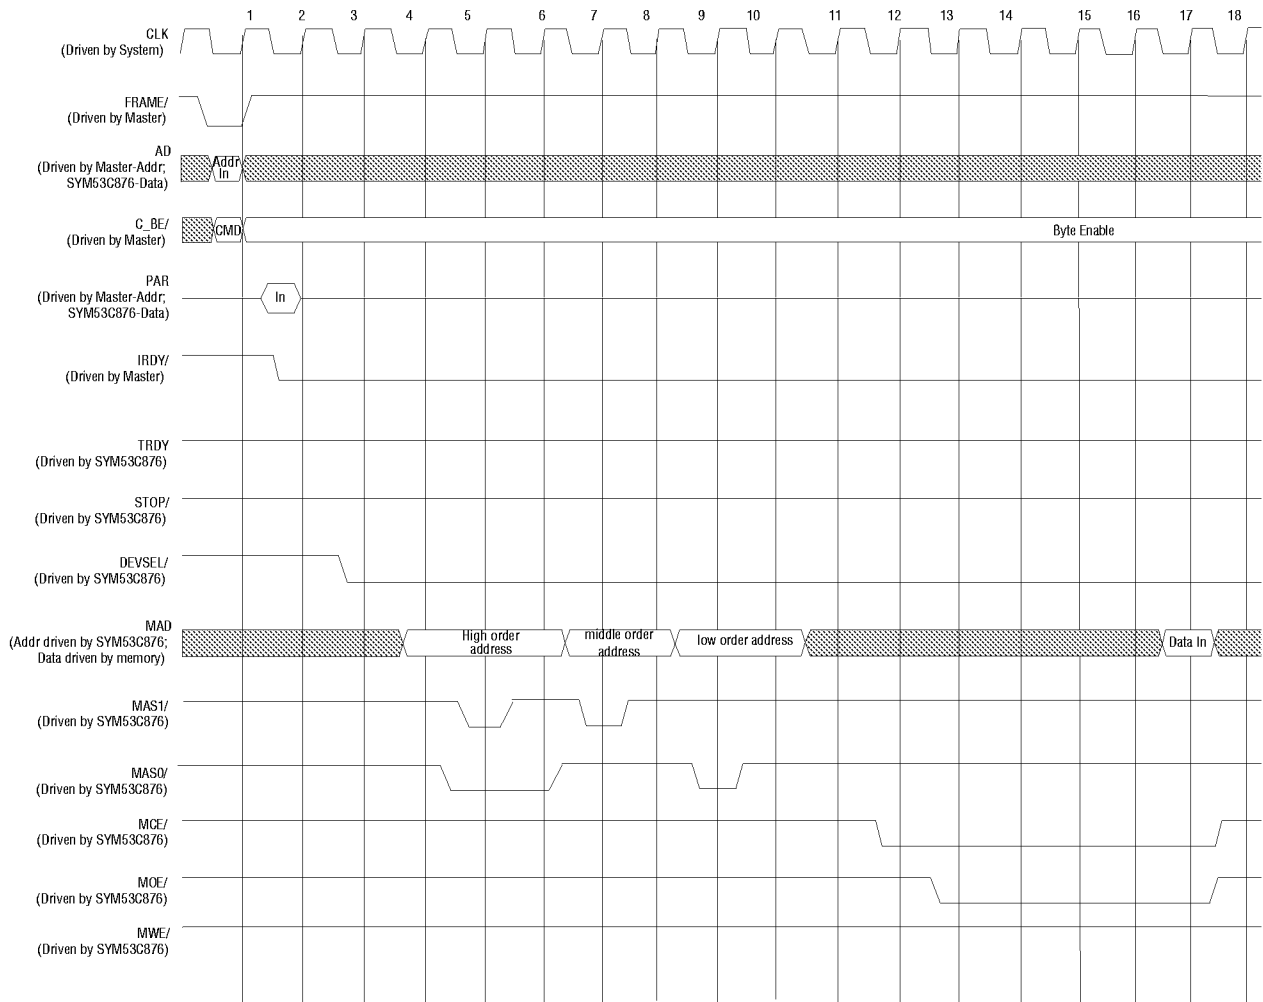 1 2 3 4 5 6 7 8 9 10 11 12 13 14 15 16 17 18
CLK
(Driven by System)
FRAME/
(Driven by Master)
AD
(Driven by Master-Addr;
SYM53C876-Data)
Addr
In
C_BE/
(Driven by Master)
CMD
Byte Enable
PAR
(Driven by Master-Addr;
SYM53C876-Data)
In
IRDY/
(Driven by Master)
TRDY
(Driven by SYM53C876)
STOP/
(Driven by SYM53C876)
DEVSEL/
(Driven by SYM53C876)
MAD
(Addr driven by SYM53C876;
Data driven by memory)
High order
address
middle order
address
low order address
Data In
MAS1/
(Driven by SYM53C876)
MAS0/
(Driven by SYM53C876)
MCE/
(Driven by SYM53C876)
MOE/
(Driven by SYM53C876)
MWE/
(Driven by SYM53C876)